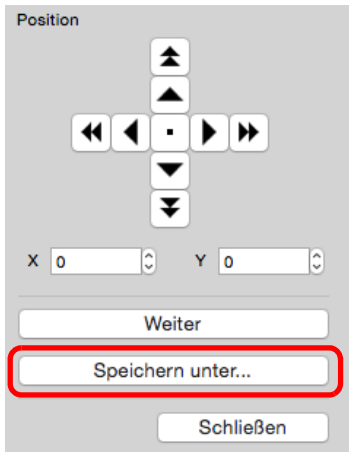 Position
X 0 Y 0
Weiter
Speichern unter...
Schließen